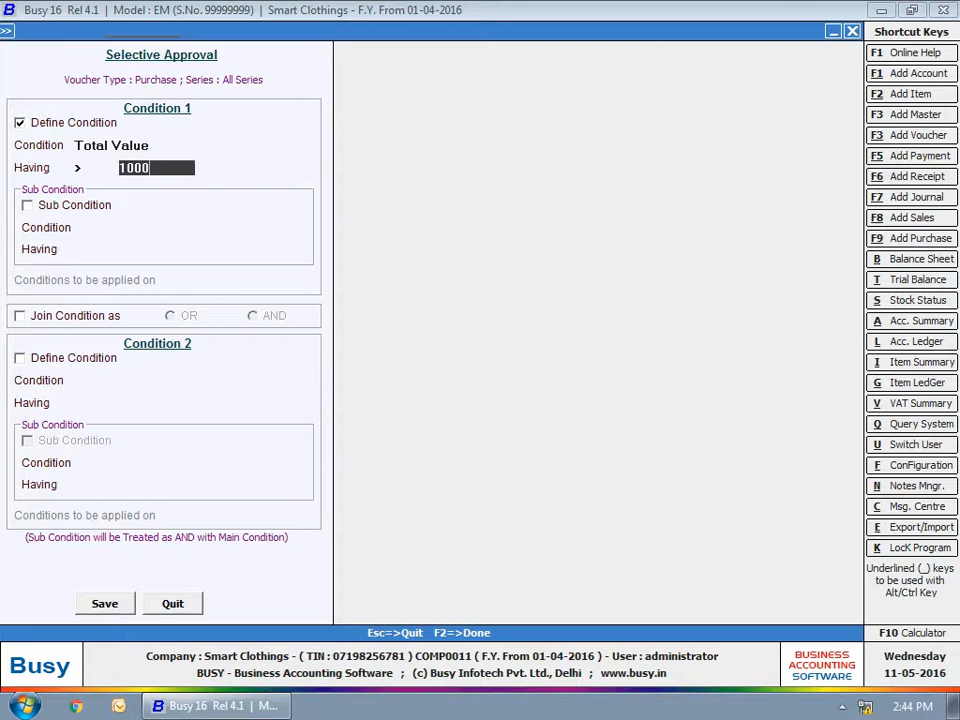 Busy 16 Rel 4.1 | Model : EM (S.No. 99999999) | Smart Clothings - F.Y. From 01-04-2016
>>
Selective Approval
Voucher Type : Purchase ; Series : All Series
Condition 1
Define Condition
Condition Total Value
Having > 1000
Sub Condition
Sub Condition
Condition
Having
Conditions to be applied on
Join Condition as OR AND
Condition 2
Define Condition
Condition
Having
Sub Condition
Sub Condition
Condition
Having
Conditions to be applied on
(Sub Condition will be Treated as AND with Main Condition)
Save Quit
Shortcut Keys
F1 Online Help
F1 Add Account
F2 Add Item
F3 Add Master
F3 Add Voucher
F5 Add Payment
F6 Add Receipt
F7 Add Journal
F8 Add Sales
F9 Add Purchase
B Balance Sheet
T Trial Balance
S Stock Status
A Acc. Summary
L Acc. Ledger
I Item Summary
G Item LedGer
V VAT Summary
Q Query System
U Switch User
F ConFiguration
N Notes Mngr.
C Msg. Centre
E Export/Import
K LocK Program
Underlined (_) keys
to be used with
Alt/Ctrl Key
Esc=>Quit F2=>Done
F10 Calculator
Busy
Company : Smart Clothings - ( TIN : 07198256781 ) COMP0011 ( F.Y. From 01-04-2016 ) - User : administrator
BUSY - Business Accounting Software ; (c) Busy Infotech Pvt. Ltd., Delhi ; www.busy.in
BUSINESS
ACCOUNTING
SOFTWARE
Wednesday
11-05-2016
B Busy 16 Rel 4.1 | M...
2:44 PM